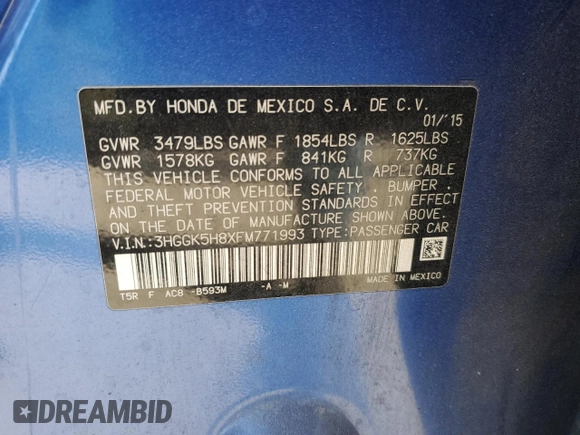 MFD.BY HONDA DE MEXICO S.A. DE C.V.
01/'15
GVWR 3479LBS GAWR F 1854LBS R 1625LBS
GVWR 1578KG GAWR F 841KG R 737KG
THIS VEHICLE CONFORMS TO ALL APPLICABLE
FEDERAL MOTOR VEHICLE SAFETY . BUMPER .
AND THEFT PREVENTION STANDARDS IN EFFECT
ON THE DATE OF MANUFACTURE SHOWN ABOVE.
V.I.N.:3HGGK5H8XFM771993 TYPE:PASSENGER CAR
T5R F AC8 -B593M -A -M MADE IN MEXICO
DREAMBID